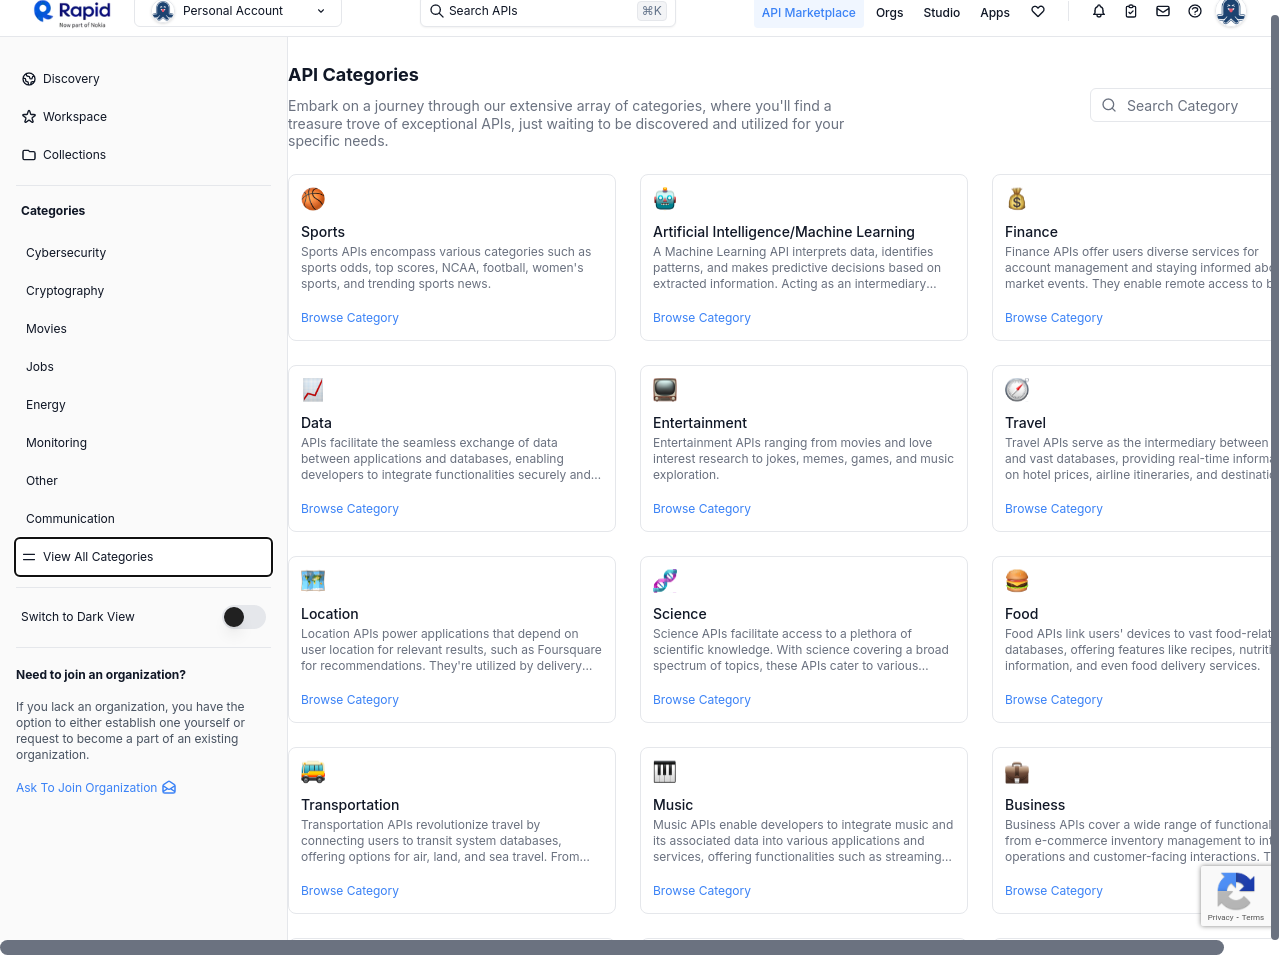 Rapid
Now part of Nokia
Personal Account
Search APIs
⌘K
API Marketplace
Orgs
Studio
Apps
Discovery
Workspace
Collections
Categories
Cybersecurity
Cryptography
Movies
Jobs
Energy
Monitoring
Other
Communication
View All Categories
Switch to Dark View
Need to join an organization?
If you lack an organization, you have the
option to either establish one yourself or
request to become a part of an existing
organization.
Ask To Join Organization
API Categories
Embark on a journey through our extensive array of categories, where you'll find a
treasure trove of exceptional APIs, just waiting to be discovered and utilized for your
specific needs.
Search Category
Sports
Sports APIs encompass various categories such as
sports odds, top scores, NCAA, football, women's
sports, and trending sports news.
Browse Category
Artificial Intelligence/Machine Learning
A Machine Learning API interprets data, identifies
patterns, and makes predictive decisions based on
extracted information. Acting as an intermediary...
Browse Category
Finance
Finance APIs offer users diverse services for
account management and staying informed
market events. They enable remote access to
Browse Category
Data
APIs facilitate the seamless exchange of data
between applications and databases, enabling
developers to integrate functionalities securely and...
Browse Category
Entertainment
Entertainment APIs ranging from movies and love
interest research to jokes, memes, games, and music
exploration.
Browse Category
Travel
Travel APIs serve as the intermediary between
and vast databases, providing real-time
on hotel prices, airline itineraries, and
Browse Category
Location
Location APIs power applications that depend on
user location for relevant results, such as Foursquare
for recommendations. They're utilized by delivery...
Browse Category
Science
Science APIs facilitate access to a plethora of
scientific knowledge. With science covering a broad
spectrum of topics, these APIs cater to various...
Browse Category
Food
Food APIs link users' devices to vast
databases, offering features like recipes,
information, and even food delivery services.
Browse Category
Transportation
Transportation APIs revolutionize travel by
connecting users to transit system databases,
offering options for air, land, and sea travel. From...
Browse Category
Music
Music APIs enable developers to integrate music and
its associated data into various applications and
services, offering functionalities such as streaming...
Browse Category
Business
Business APIs cover a wide range of
from e-commerce inventory management to
operations and customer-facing interactions.
Browse Category
Privacy - Terms